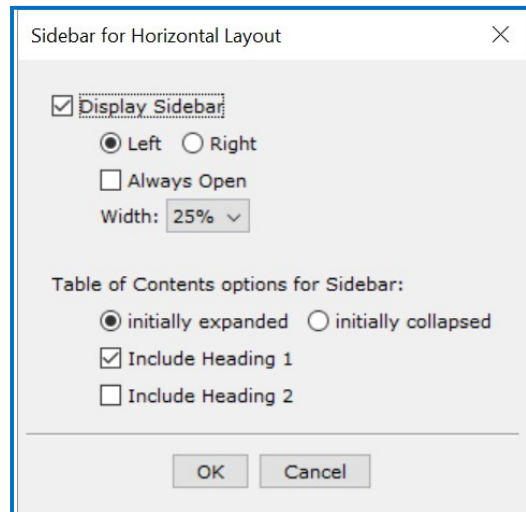 Sidebar for Horizontal Layout
Display Sidebar
Left Right
Always Open
Width: 25%
Table of Contents options for Sidebar:
initially expanded initially collapsed
Include Heading 1
Include Heading 2
OK Cancel